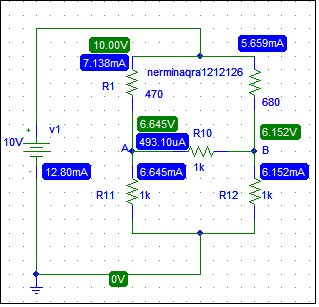 10.00V
5.659mA
7.138mA
nerminaqra1212126
R1
470
680
6.645V
v1
R10
6.152V
10V
A
493.10uA
B
1k
12.80mA
6.645mA
6.152mA
R11
1k
R12
1k
0V